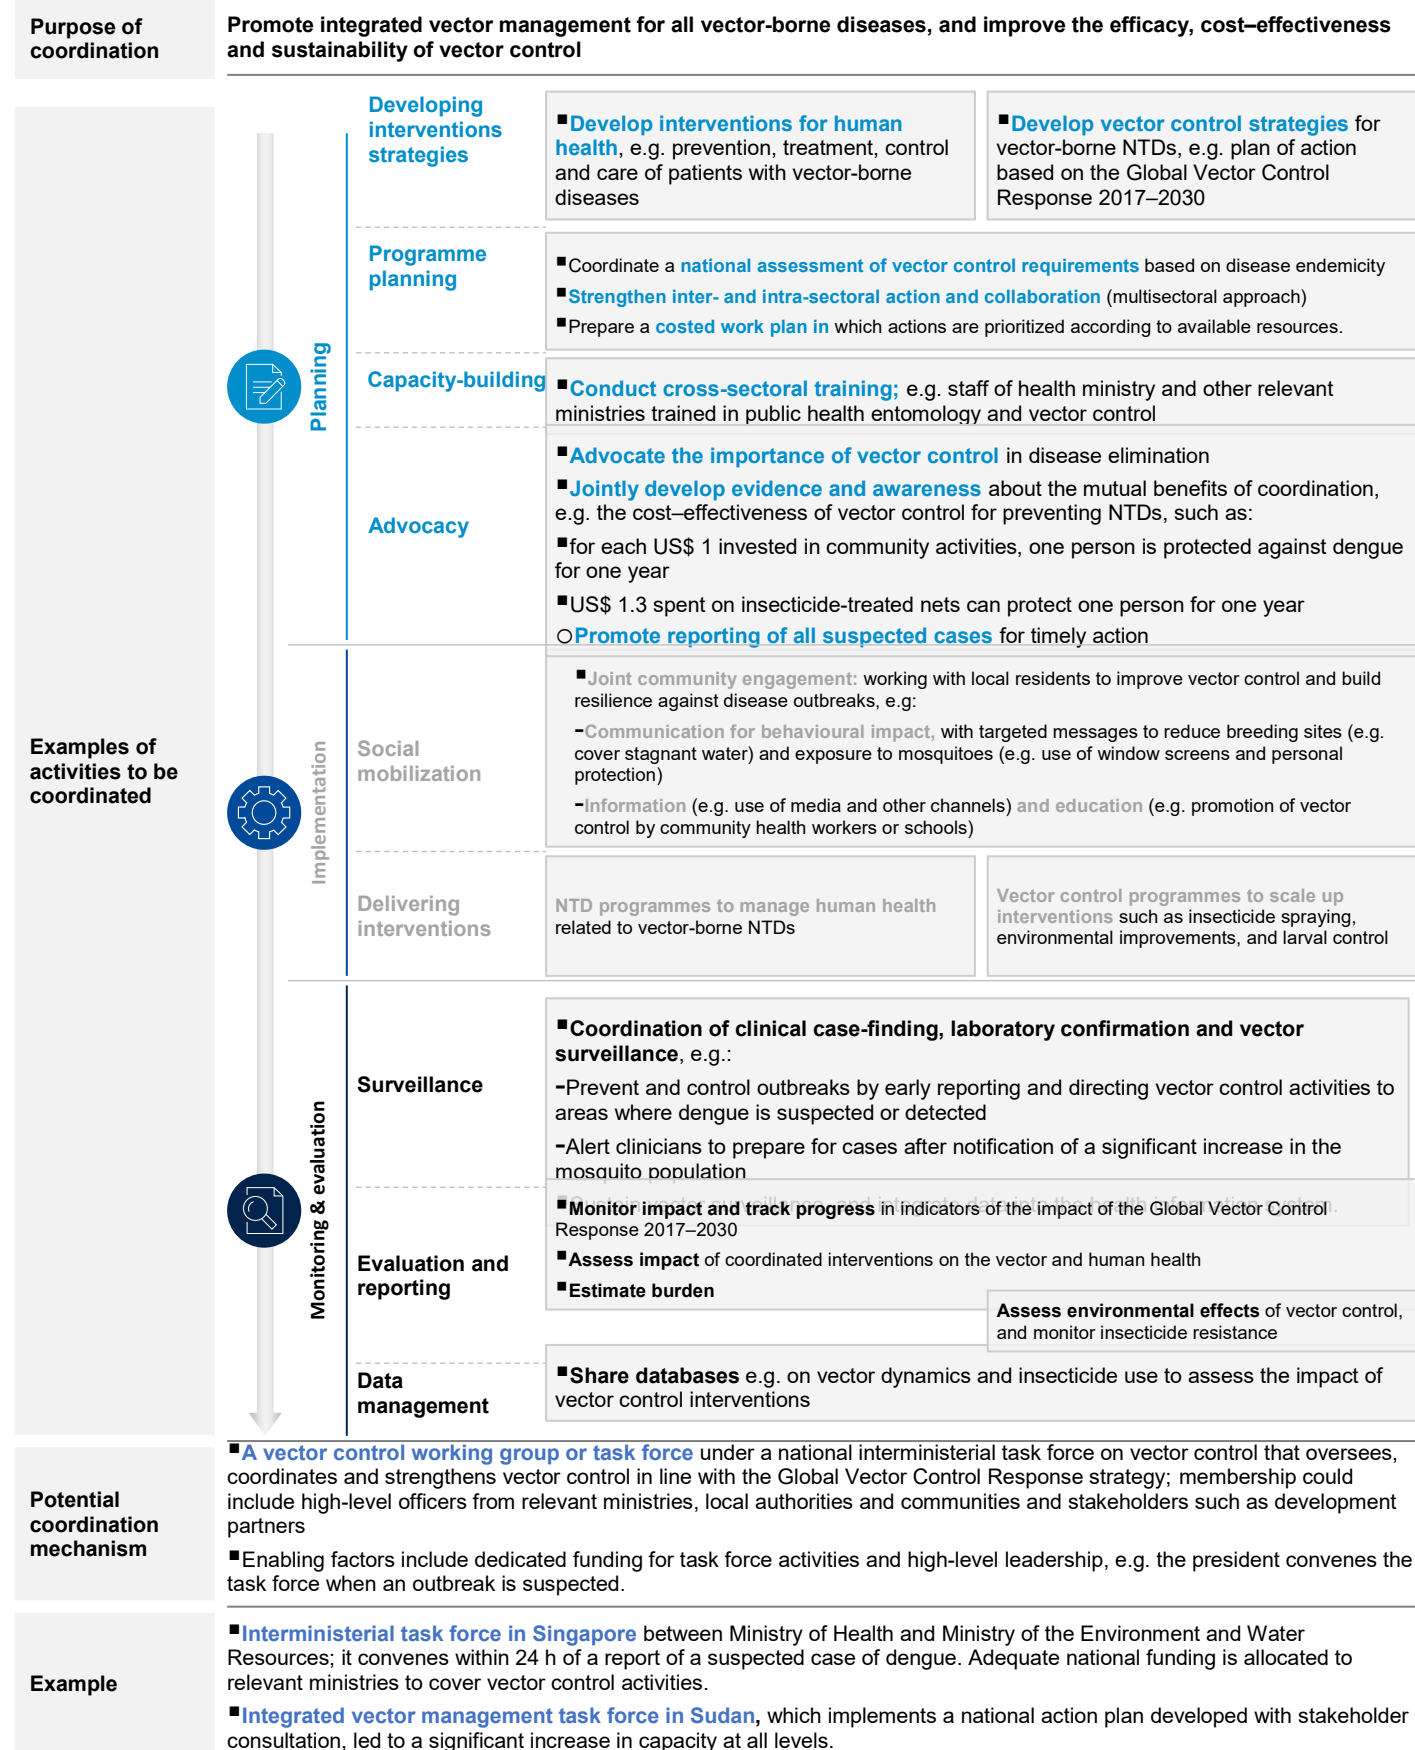 Purpose of
coordination
Promote integrated vector management for all vector-borne diseases, and improve the efficacy, cost–effectiveness
and sustainability of vector control
Examples of
activities to be
coordinated
Planning
Developing
interventions
strategies
■Develop interventions for human
health, e.g. prevention, treatment, control
and care of patients with vector-borne
diseases
■Develop vector control strategies for
vector-borne NTDs, e.g. plan of action
based on the Global Vector Control
Response 2017–2030
Programme
planning
■Coordinate a national assessment of vector control requirements based on disease endemicity
■Strengthen inter- and intra-sectoral action and collaboration (multisectoral approach)
■Prepare a costed work plan in which actions are prioritized according to available resources.
Capacity-building
■Conduct cross-sectoral training; e.g. staff of health ministry and other relevant
ministries trained in public health entomology and vector control
Advocacy
■Advocate the importance of vector control in disease elimination
■Jointly develop evidence and awareness about the mutual benefits of coordination,
e.g. the cost–effectiveness of vector control for preventing NTDs, such as:
■for each US$ 1 invested in community activities, one person is protected against dengue
for one year
■US$ 1.3 spent on insecticide-treated nets can protect one person for one year
○Promote reporting of all suspected cases for timely action
Implementation
Social
mobilization
■Joint community engagement: working with local residents to improve vector control and build
resilience against disease outbreaks, e.g:
–Communication for behavioural impact, with targeted messages to reduce breeding sites (e.g.
cover stagnant water) and exposure to mosquitoes (e.g. use of window screens and personal
protection)
–Information (e.g. use of media and other channels) and education (e.g. promotion of vector
control by community health workers or schools)
Delivering
interventions
NTD programmes to manage human health
related to vector-borne NTDs
Vector control programmes to scale up
interventions such as insecticide spraying,
environmental improvements, and larval control
Monitoring & evaluation
Surveillance
■Coordination of clinical case-finding, laboratory confirmation and vector
surveillance, e.g.:
–Prevent and control outbreaks by early reporting and directing vector control activities to
areas where dengue is suspected or detected
–Alert clinicians to prepare for cases after notification of a significant increase in the
mosquito population
■Sustain vector surveillance, and integrate data into the health information system.
Evaluation and
reporting
■Monitor impact and track progress in indicators of the impact of the Global Vector Control
Response 2017–2030
■Assess impact of coordinated interventions on the vector and human health
■Estimate burden
Assess environmental effects of vector control,
and monitor insecticide resistance
Data
management
■Share databases e.g. on vector dynamics and insecticide use to assess the impact of
vector control interventions
Potential
coordination
mechanism
■A vector control working group or task force under a national interministerial task force on vector control that oversees,
coordinates and strengthens vector control in line with the Global Vector Control Response strategy; membership could
include high-level officers from relevant ministries, local authorities and communities and stakeholders such as development
partners
■Enabling factors include dedicated funding for task force activities and high-level leadership, e.g. the president convenes the
task force when an outbreak is suspected.
Example
■Interministerial task force in Singapore between Ministry of Health and Ministry of the Environment and Water
Resources; it convenes within 24 h of a report of a suspected case of dengue. Adequate national funding is allocated to
relevant ministries to cover vector control activities.
■Integrated vector management task force in Sudan, which implements a national action plan developed with stakeholder
consultation, led to a significant increase in capacity at all levels.